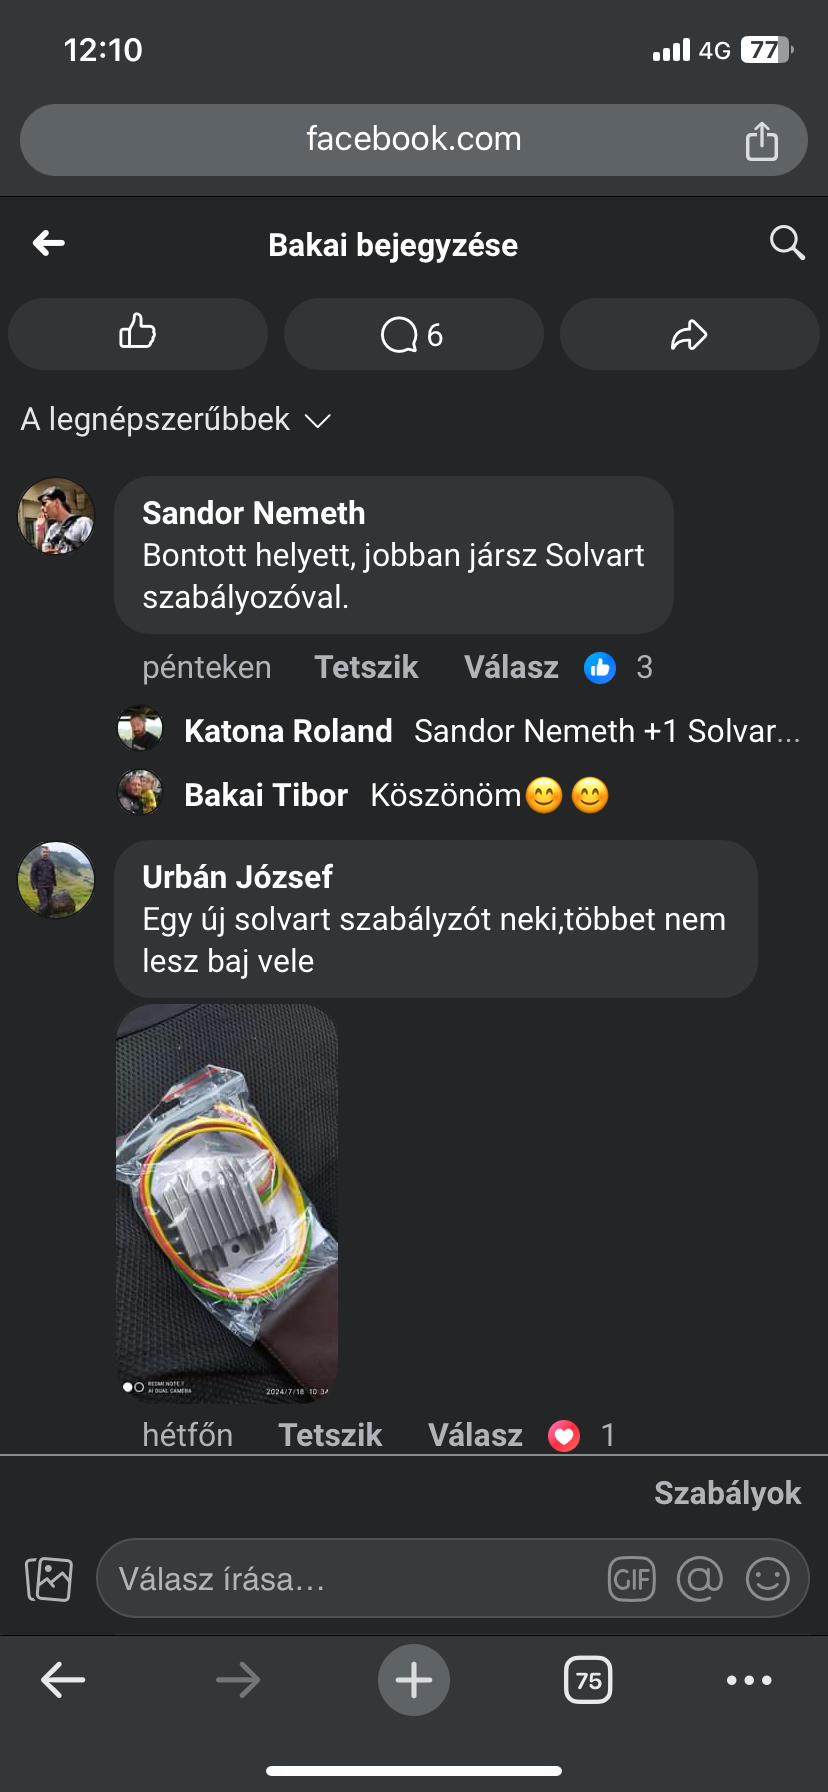 12:10
4G
77
facebook.com
Bakai bejegyzése
6
A legnépszerűbbek
Sandor Nemeth
Bontott helyett, jobban jársz Solvart
szabályozóval.
pénteken Tetszik Válasz 3
Katona Roland Sandor Nemeth +1 Solvar...
Bakai Tibor Köszönöm😊😊
Urbán József
Egy új solvart szabályzót neki,többet nem
lesz baj vele
REDMI NOTE 7
AI DUAL CAMERA
2024/7/18 10:34
hétfőn Tetszik Válasz 1
Szabályok
Válasz írása...
GIF
75